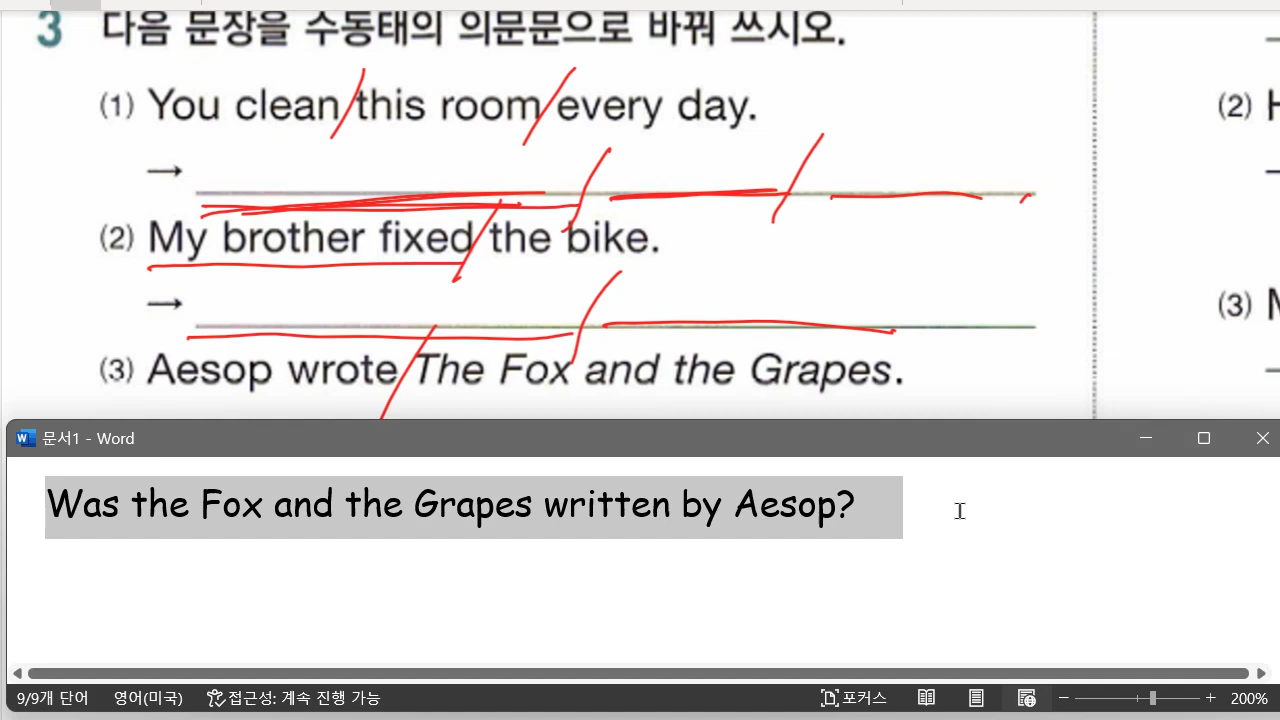 3 다음 문장을 수동태의 의문문으로 바꿔 쓰시오.
(1) You clean this room every day.
→
(2) My brother fixed the bike.
→
(3) Aesop wrote The Fox and the Grapes.
(2) H
(3) M
문서1 - Word
Was the Fox and the Grapes written by Aesop?
9/9개 단어 영어(미국) 접근성: 계속 진행 가능 포커스 200%